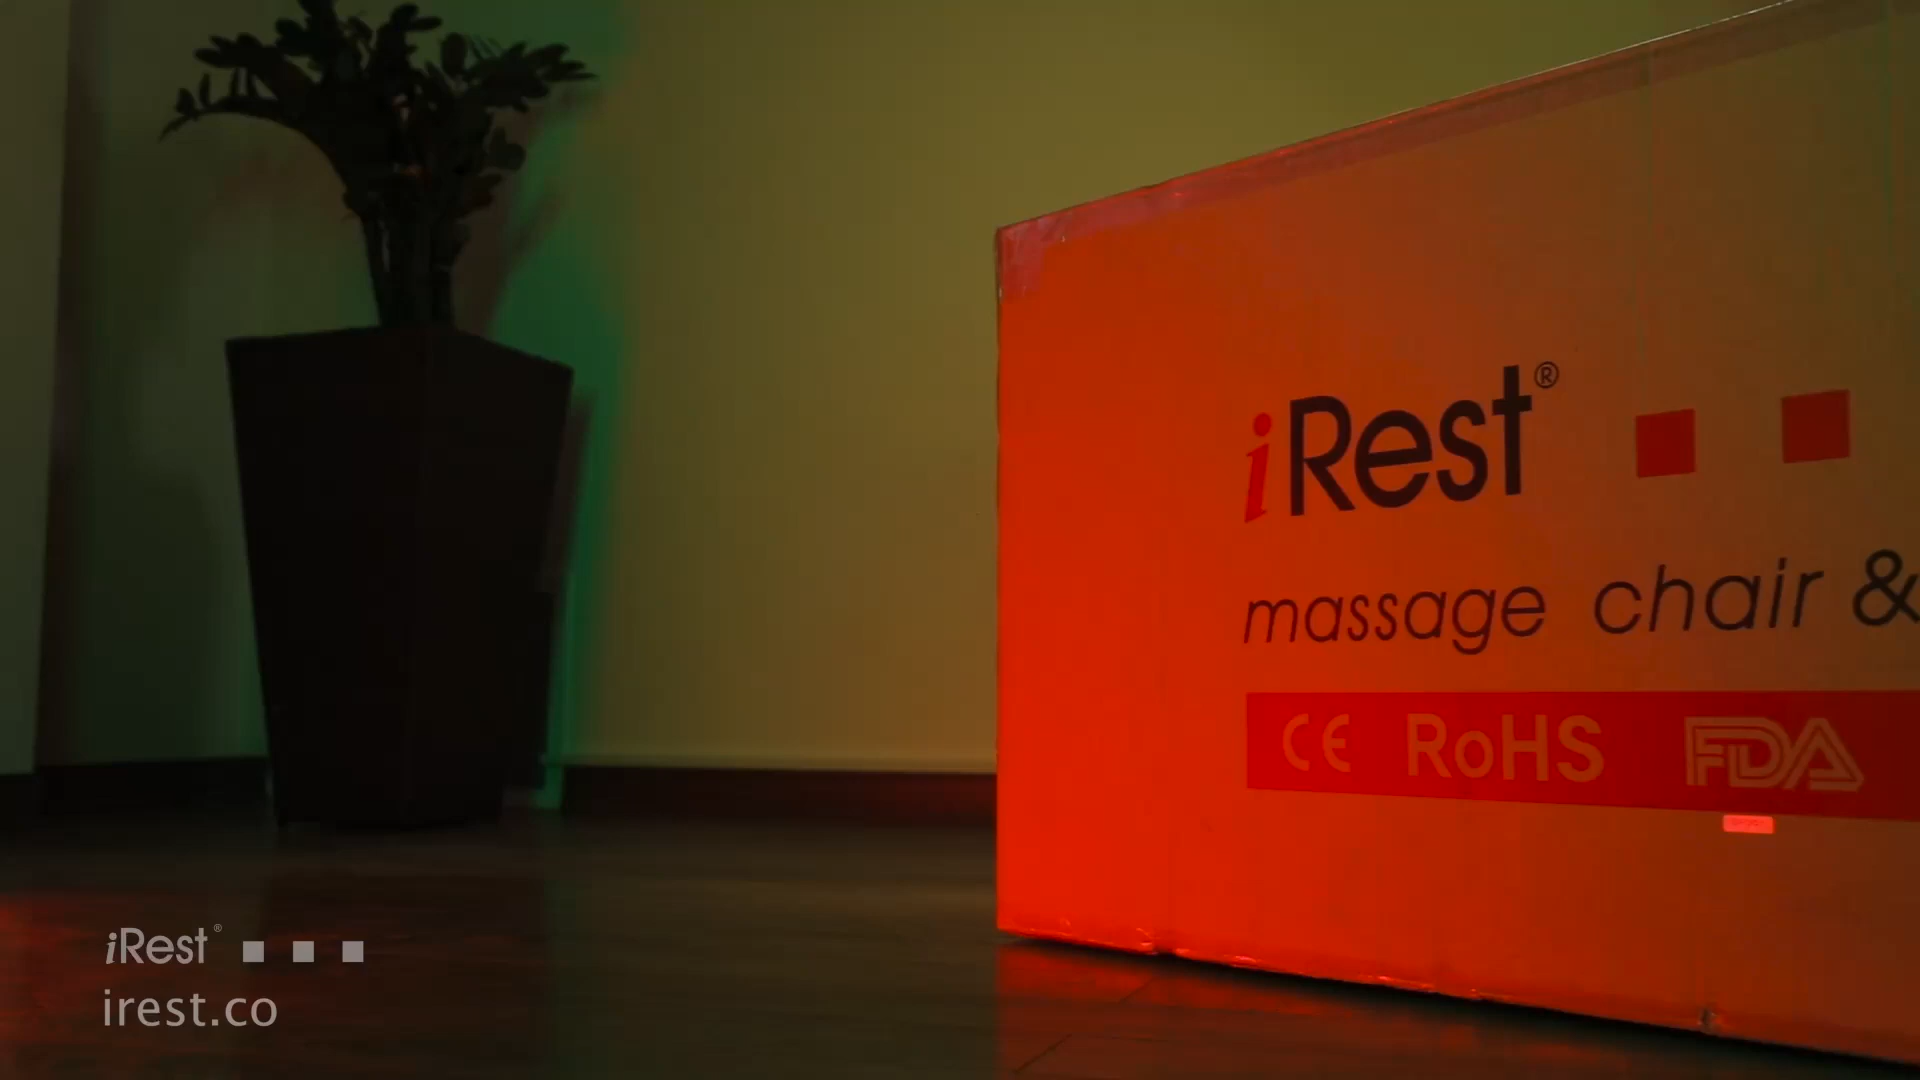 iRest®
massage chair &
CE RoHS FDA
iRest®
irest.co